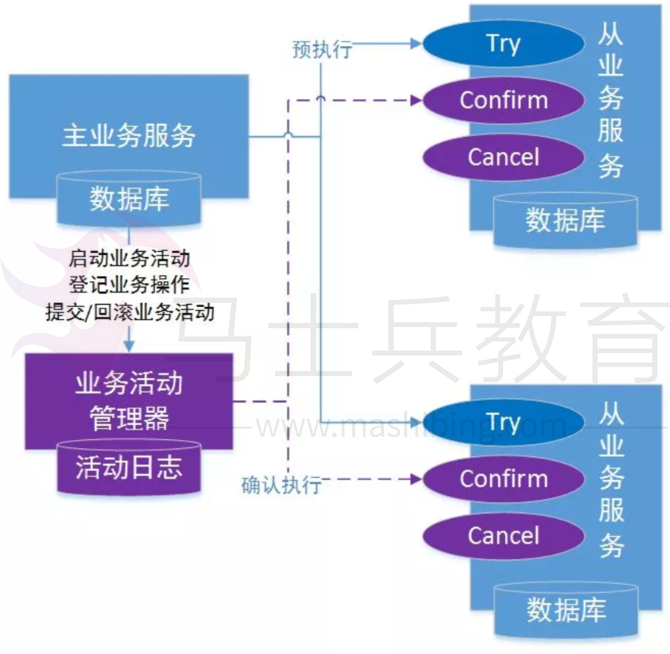 预执行
Try
Confirm
Cancel
从业务服务
数据库
主业务服务
数据库
启动业务活动
登记业务操作
提交/回滚业务活动
马士兵教育
www.mashibing.com
业务活动
管理器
活动日志
确认执行
Try
Confirm
Cancel
从业务服务
数据库